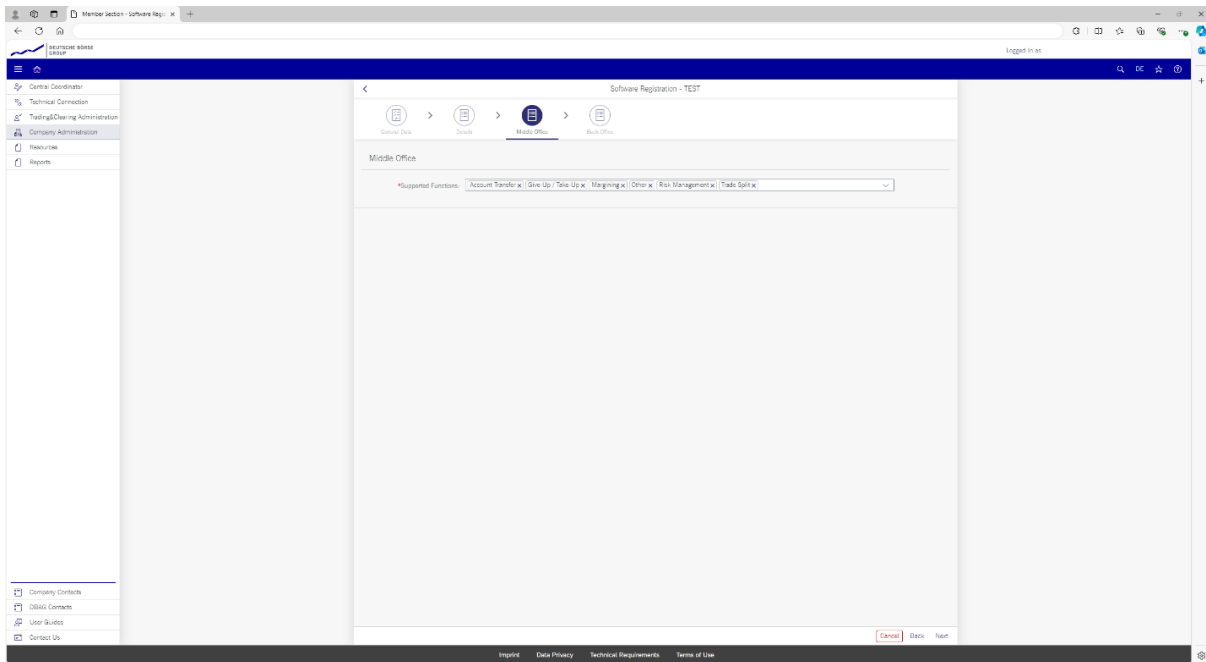 Member Section - Software Regis
DEUTSCHE BÖRSE
GROUP
Logged in as:
DE
Central Coordinator
Technical Connection
Trading&Clearing Administration
Company Administration
Resources
Reports
Software Registration - TEST
General Data
Details
Middle Office
Back Office
Middle Office
*Supported Functions: Account Transfer x Give-Up / Take-Up x Margining x Other x Risk Management x Trade Split x
Company Contacts
DBAG Contacts
User Guides
Contact Us
Cancel Back Next
Imprint Data Privacy Technical Requirements Terms of Use